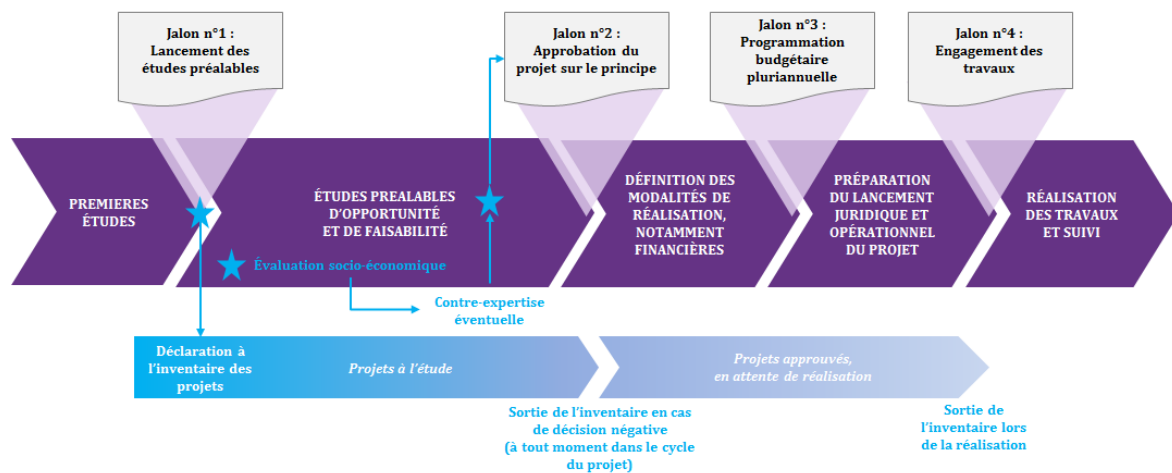 Jalon n°1 :
Lancement des
études préalables
Jalon n°2 :
Approbation du
projet sur le principe
Jalon n°3 :
Programmation
budgétaire
pluriannuelle
Jalon n°4 :
Engagement des
travaux
PREMIERES
ÉTUDES
ÉTUDES PREALABLES
D'OPPORTUNITÉ
ET DE FAISABILITÉ
DÉFINITION DES
MODALITÉS DE
RÉALISATION,
NOTAMMENT
FINANCIÈRES
PRÉPARATION
DU LANCEMENT
JURIDIQUE ET
OPÉRATIONNEL
DU PROJET
RÉALISATION
DES TRAVAUX
ET SUIVI
Évaluation socio-économique
Contre-expertise
éventuelle
Déclaration à
l'inventaire des
projets
Projets à l'étude
Projets approuvés,
en attente de réalisation
Sortie de l'inventaire en cas
de décision négative
(à tout moment dans le cycle
du projet)
Sortie de
l'inventaire lors
de la réalisation